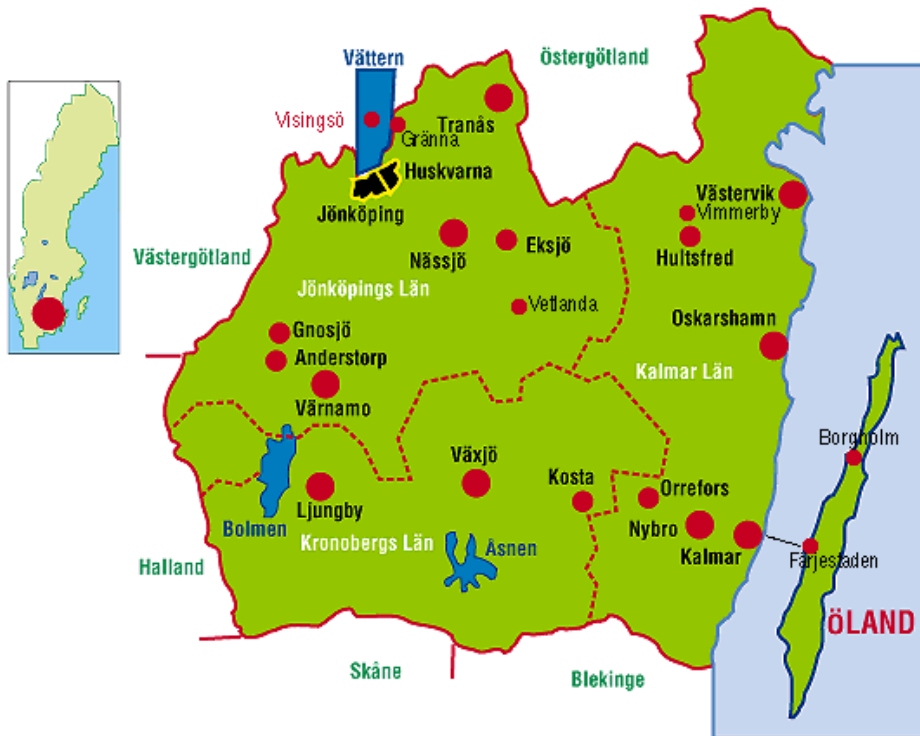 Vättern
Östergötland
Visingsö
Tranås
Gränna
Huskvarna
Jönköping
Västervik
Vimmerby
Västergötland
Nässjö
Eksjö
Hultsfred
Jönköpings Län
Vetlanda
Oskarshamn
Gnosjö
Anderstorp
Kalmar Län
Värnamo
Borgholm
Växjö
Kosta
Orrefors
Ljungby
Bolmen
Nybro
Kronobergs Län
Åsnen
Kalmar
Färjestaden
Halland
ÖLAND
Skåne
Blekinge